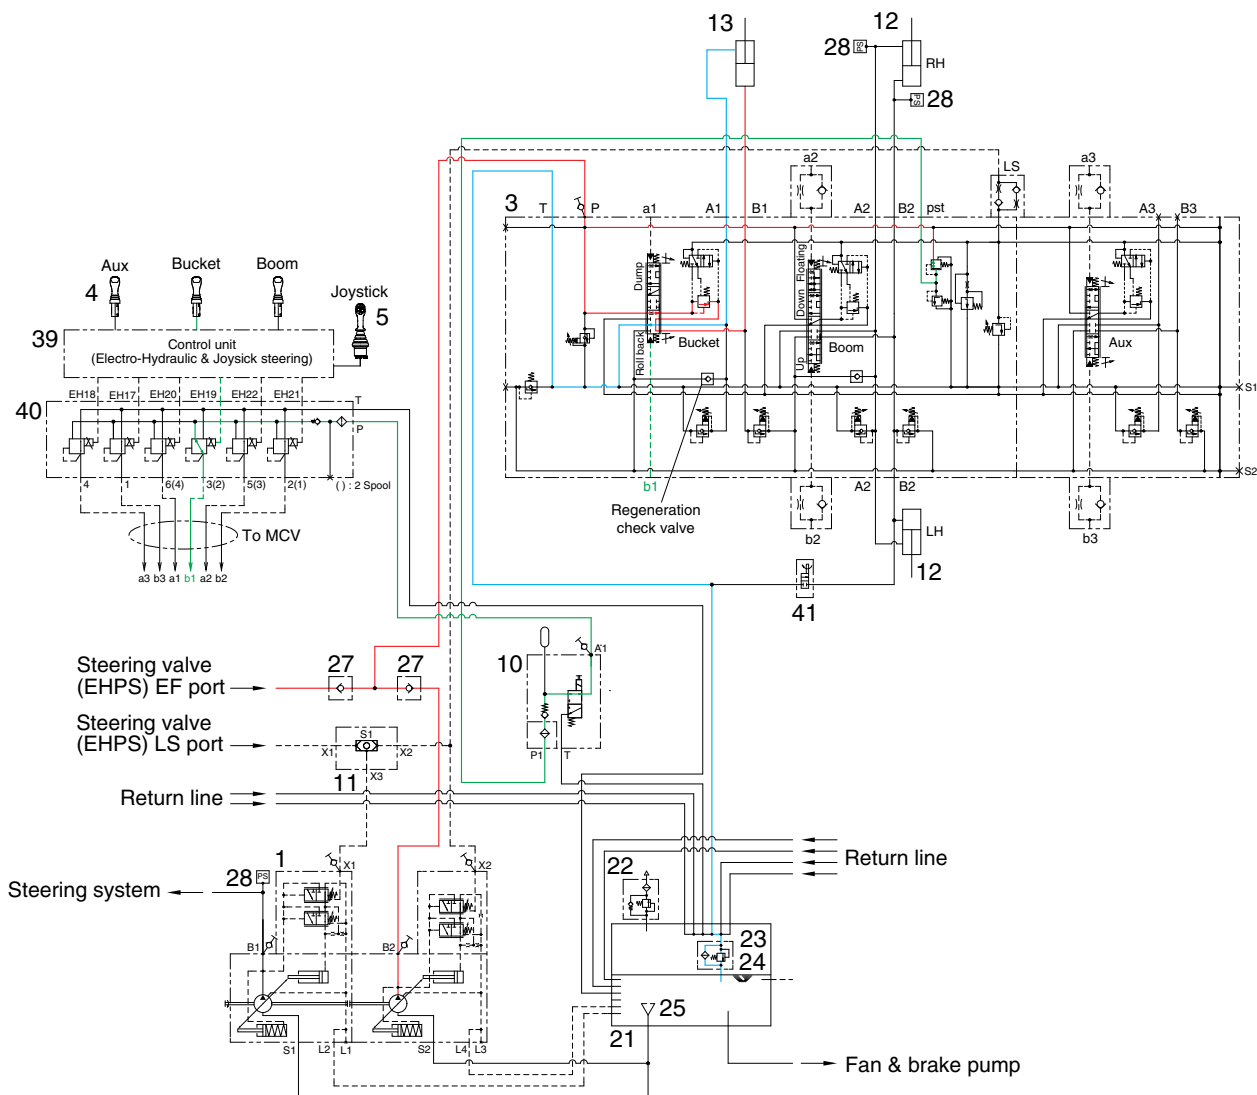 13
12
28
PS
RH
PS
28
a2
LS
a3
3
T
P
a1
A1
B1
A2
B2
pst
A3
B3
Dump
Roll back
Bucket
Down
Floating
Up
Boom
Aux
S1
S2
b1
Regeneration
check valve
A2
B2
b2
b3
LH
12
41
Aux
Bucket
Boom
4
Joystick
5
39
Control unit
(Electro-Hydraulic & Joysick steering)
EH18
EH17
EH20
EH19
EH22
EH21
T
40
P
4
1
6(4)
3(2)
5(3)
2(1)
( ) : 2 Spool
To MCV
a3
b3
a1
b1
a2
b2
Steering valve
(EHPS) EF port
27
27
10
A1
P1
T
Steering valve
(EHPS) LS port
S1
X1
X2
X3
11
Return line
Return line
1
28
PS
X1
X2
Steering system
B1
B2
S1
L2
L1
S2
L4
L3
22
23
24
25
21
Fan & brake pump